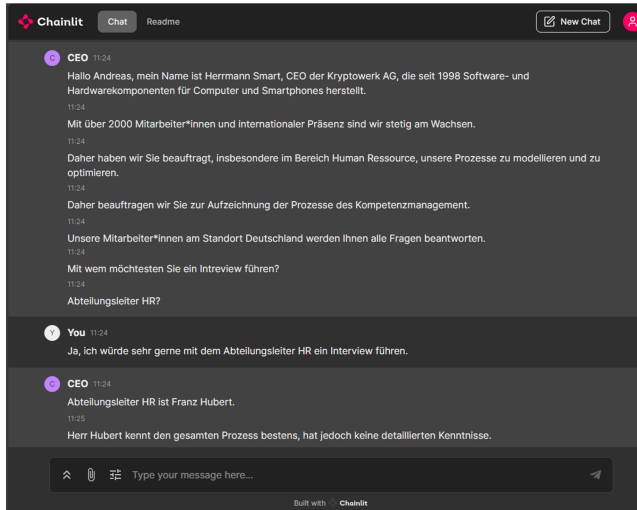 Chainlit Chat Readme New Chat
C CEO 11:24
Hallo Andreas, mein Name ist Herrmann Smart, CEO der Kryptowerk AG, die seit 1998 Software- und
Hardwarekomponenten für Computer und Smartphones herstellt.
11:24
Mit über 2000 Mitarbeiter*innen und internationaler Präsenz sind wir stetig am Wachsen.
11:24
Daher haben wir Sie beauftragt, insbesondere im Bereich Human Ressource, unsere Prozesse zu modellieren und zu
optimieren.
11:24
Daher beauftragen wir Sie zur Aufzeichnung der Prozesse des Kompetenzmanagement.
11:24
Unsere Mitarbeiter*innen am Standort Deutschland werden Ihnen alle Fragen beantworten.
11:24
Mit wem möchtesten Sie ein Intreview führen?
11:24
Abteilungsleiter HR?
Y You 11:24
Ja, ich würde sehr gerne mit dem Abteilungsleiter HR ein Interview führen.
C CEO 11:24
Abteilungsleiter HR ist Franz Hubert.
11:25
Herr Hubert kennt den gesamten Prozess bestens, hat jedoch keine detaillierten Kenntnisse.
Type your message here...
Built with Chainlit